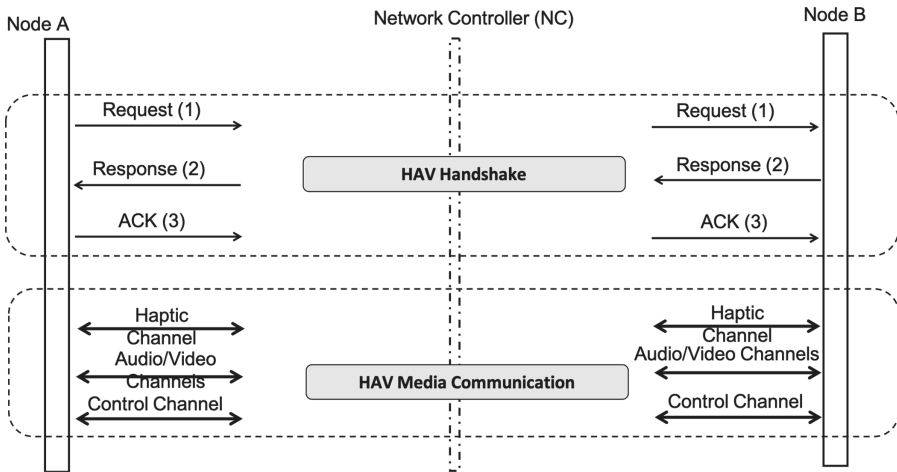 Node A
Network Controller (NC)
Node B
Request (1)
Request (1)
Response (2)
HAV Handshake
Response (2)
ACK (3)
ACK (3)
Haptic
Channel
Haptic
Channel
Audio/Video
Channels
Audio/Video Channels
HAV Media Communication
Control Channel
Control Channel